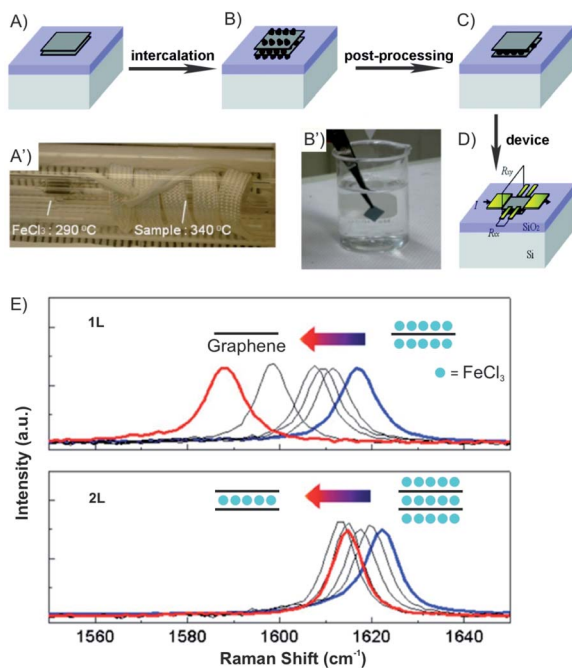 A)
B)
C)
intercalation
post-processing
A')
B')
D)
device
FeCl₃ : 290 °C
Sample : 340 °C
Rxy
I
Rxx
SiO₂
Si
E)
1L
Graphene
= FeCl₃
2L
Intensity (a.u.)
1560 1580 1600 1620 1640
Raman Shift (cm⁻¹)